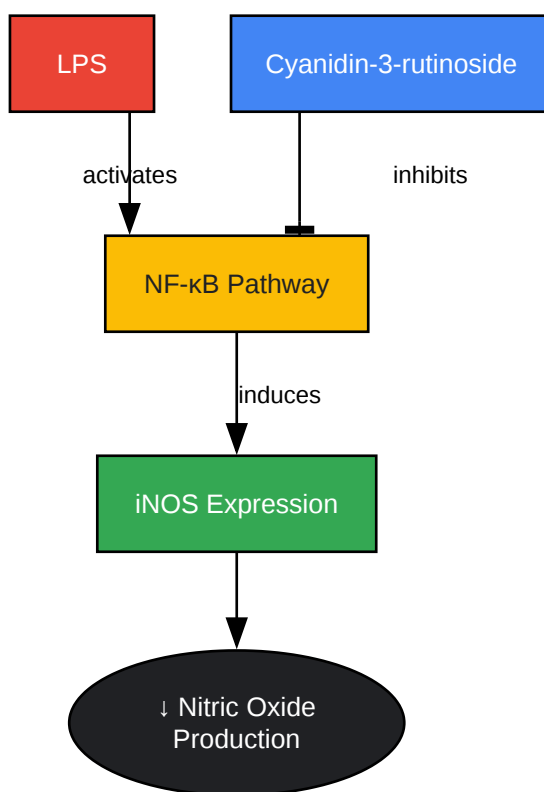 LPS
Cyanidin-3-rutinoside
activates
inhibits
NF-κB Pathway
induces
iNOS Expression
↓ Nitric Oxide
Production